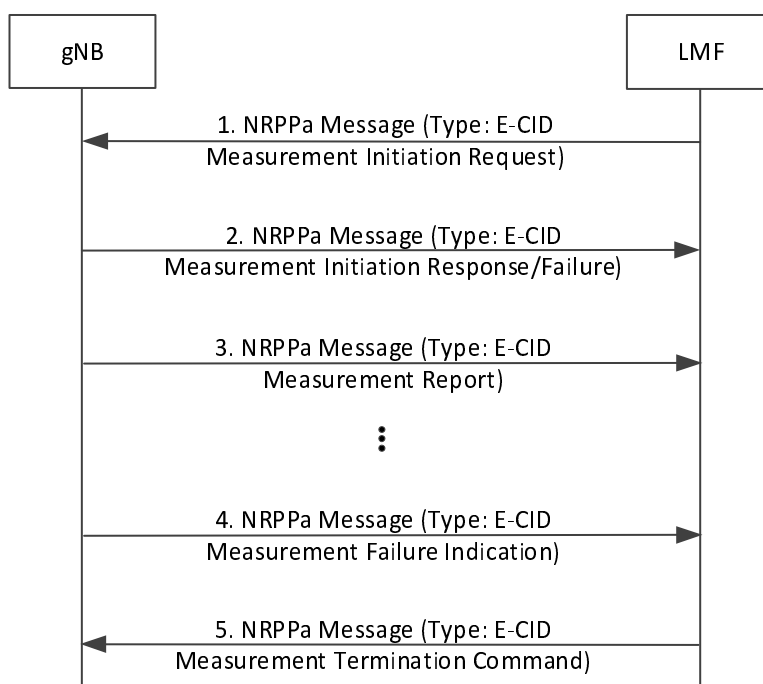 gNB
LMF
1. NRPPa Message (Type: E-CID
Measurement Initiation Request)
2. NRPPa Message (Type: E-CID
Measurement Initiation Response/Failure)
3. NRPPa Message (Type: E-CID
Measurement Report)
4. NRPPa Message (Type: E-CID
Measurement Failure Indication)
5. NRPPa Message (Type: E-CID
Measurement Termination Command)